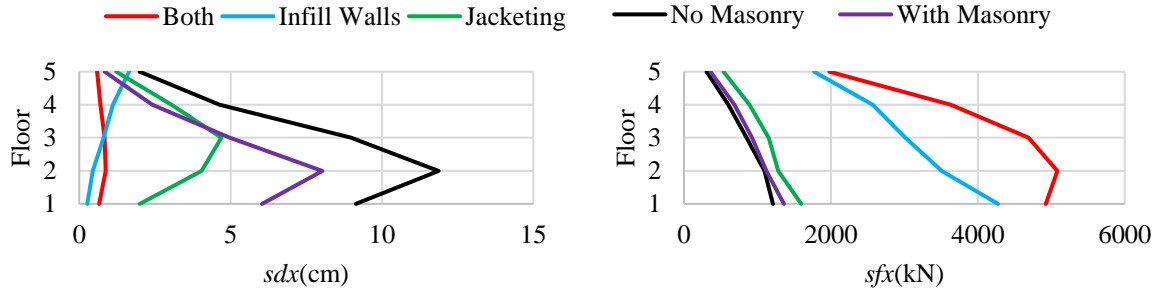 Both Infill Walls Jacketing No Masonry With Masonry
Floor
5
4
3
2
1
0 5 10 15
sdx(cm)
Floor
5
4
3
2
1
0 2000 4000 6000
sfx(kN)